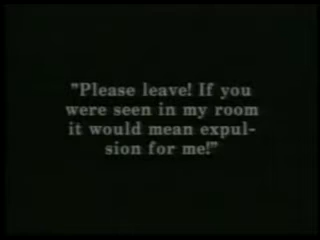 "Please leave! If you
were seen in my room
it would mean expul-
sion for me!"